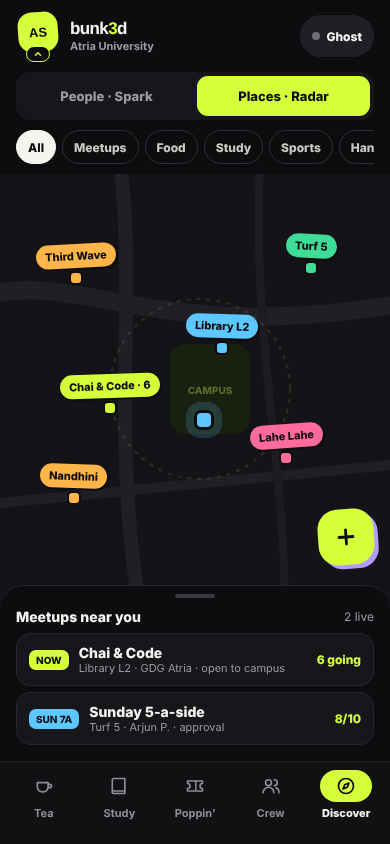 AS
bunk3d
Atria University
Ghost
People · Spark
Places · Radar
All
Meetups
Food
Study
Sports
Han
Third Wave
Turf 5
Library L2
Chai & Code · 6
CAMPUS
Lahe Lahe
Nandhini
+
Meetups near you
2 live
NOW
Chai & Code
Library L2 · GDG Atria · open to campus
6 going
SUN 7A
Sunday 5-a-side
Turf 5 · Arjun P. · approval
8/10
Tea
Study
Poppin’
Crew
Discover